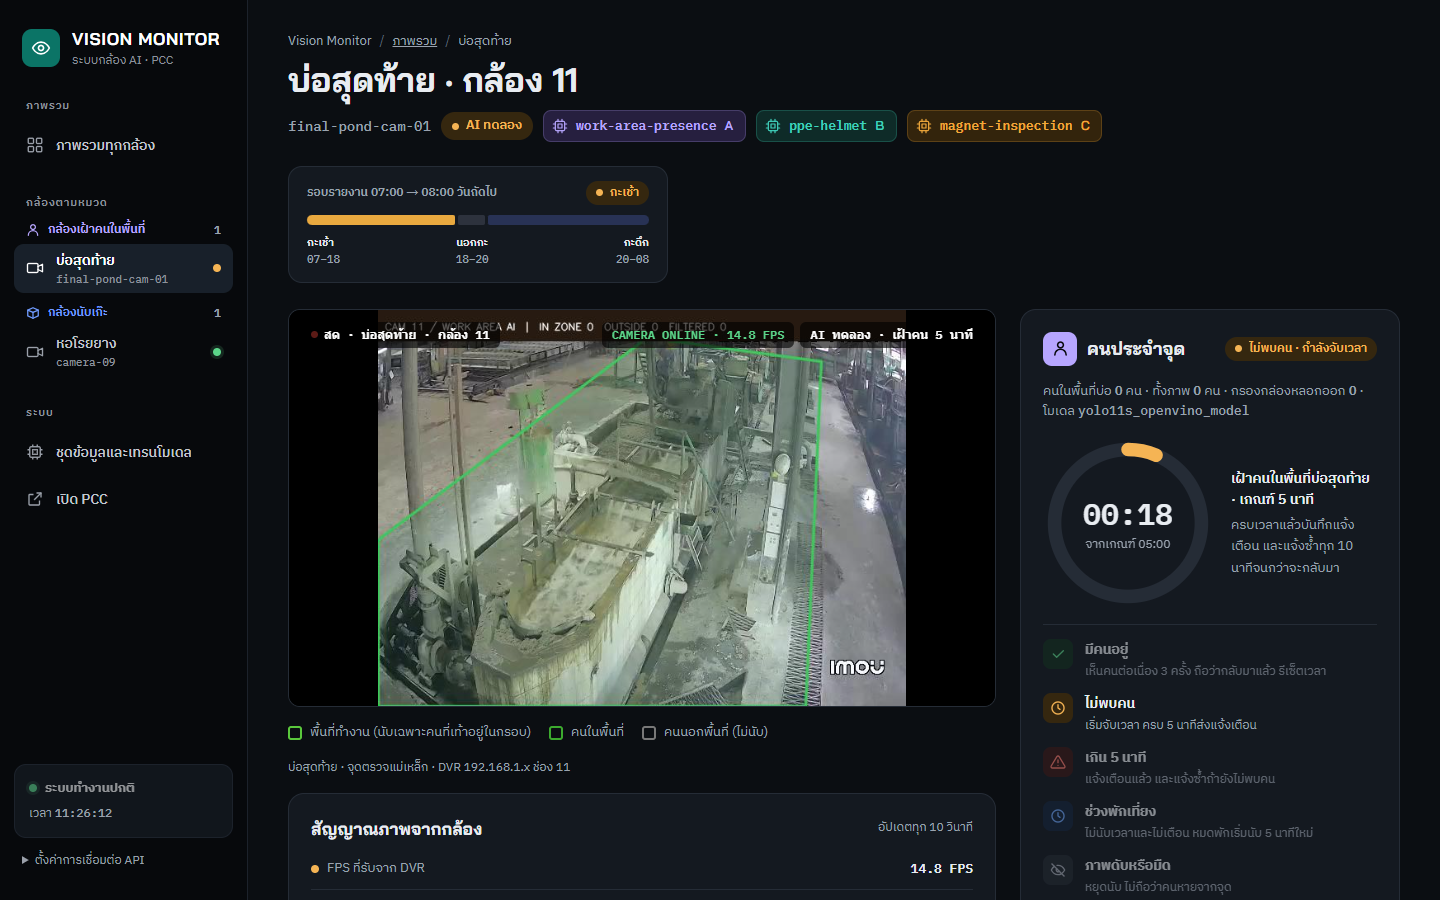 VISION MONITOR
ระบบกล้อง AI · PCC
ภาพรวม
ภาพรวมทุกกล้อง
กล้องตามหมวด
กล้องเฝ้าคนในพื้นที่ 1
บ่อสุดท้าย
final-pond-cam-01
กล้องนับเก๊ะ 1
หอโรยยาง
camera-09
ระบบ
ชุดข้อมูลและเทรนโมเดล
เปิด PCC
ระบบทำงานปกติ
เวลา 11:26:12
▶ ตั้งค่าการเชื่อมต่อ API
Vision Monitor / ภาพรวม / บ่อสุดท้าย
บ่อสุดท้าย · กล้อง 11
final-pond-cam-01 AI ทดลอง work-area-presence A ppe-helmet B magnet-inspection C
รอบรายงาน 07:00 → 08:00 วันถัดไป กะเช้า
กะเช้า นอกกะ กะดึก
07–18 18–20 20–08
CAM 11 / WORK AREA AI | IN ZONE 0 OUTSIDE 0 FILTERED 0
สด · บ่อสุดท้าย · กล้อง 11 CAMERA ONLINE · 14.8 FPS AI ทดลอง · เฝ้าคน 5 นาที
imou
พื้นที่ทำงาน (นับเฉพาะคนที่เท้าอยู่ในกรอบ) คนในพื้นที่ คนนอกพื้นที่ (ไม่นับ)
บ่อสุดท้าย · จุดตรวจแม่เหล็ก · DVR 192.168.1.x ช่อง 11
สัญญาณภาพจากกล้อง อัปเดตทุก 10 วินาที
FPS ที่รับจาก DVR 14.8 FPS
คนประจำจุด ไม่พบคน · กำลังจับเวลา
คนในพื้นที่บ่อ 0 คน · ทั้งภาพ 0 คน · กรองกล่องหลอกออก 0 ·
โมเดล yolo11s_openvino_model
00:18
จากเกณฑ์ 05:00
เฝ้าคนในพื้นที่บ่อสุดท้าย
· เกณฑ์ 5 นาที
ครบเวลาแล้วบันทึกแจ้ง
เตือน และแจ้งซ้ำทุก 10
นาทีจนกว่าจะกลับมา
มีคนอยู่
เห็นคนต่อเนื่อง 3 ครั้ง ถือว่ากลับมาแล้ว รีเซ็ตเวลา
ไม่พบคน
เริ่มจับเวลา ครบ 5 นาทีส่งแจ้งเตือน
เกิน 5 นาที
แจ้งเตือนแล้ว และแจ้งซ้ำถ้ายังไม่พบคน
ช่วงพักเที่ยง
ไม่นับเวลาและไม่เตือน หมดพักเริ่มนับ 5 นาทีใหม่
ภาพดับหรือมืด
หยุดนับ ไม่ถือว่าคนหายจากจุด